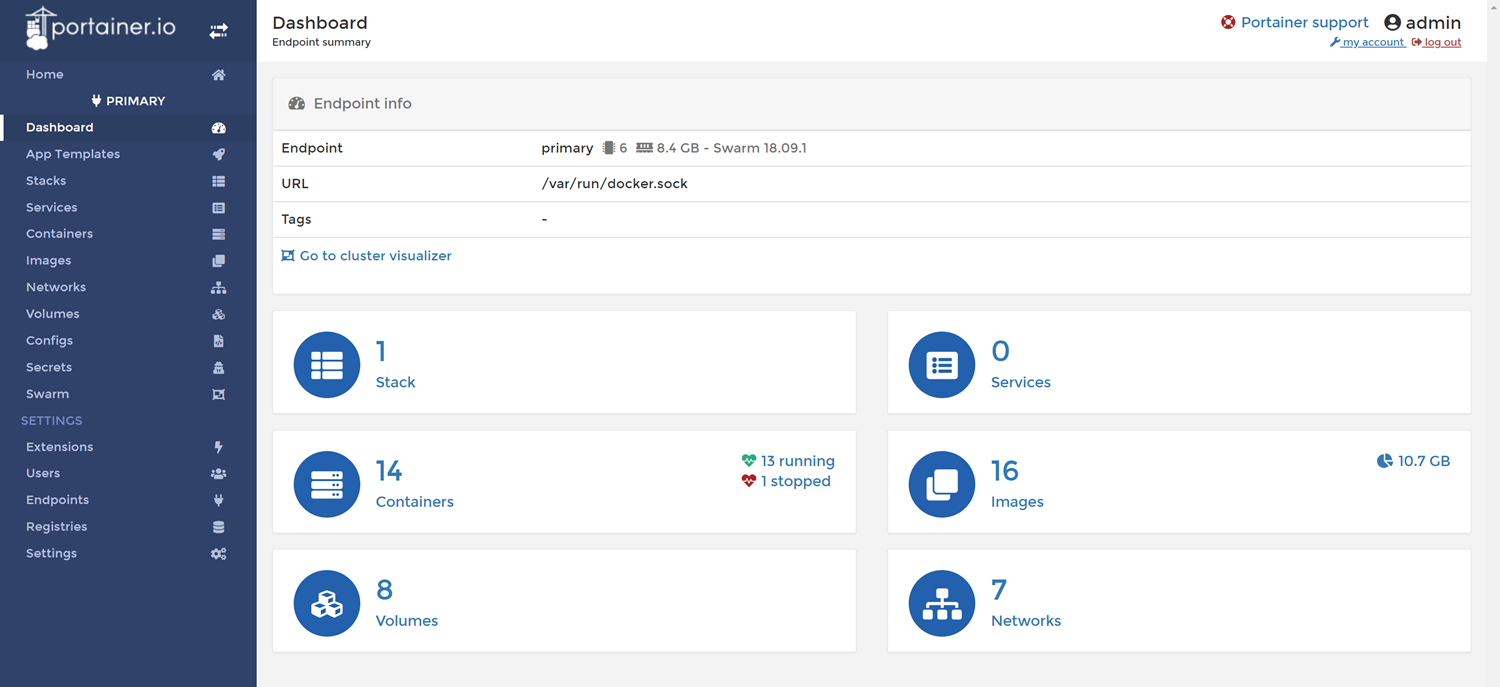 portainer.io
Home
PRIMARY
Dashboard
App Templates
Stacks
Services
Containers
Images
Networks
Volumes
Configs
Secrets
Swarm
SETTINGS
Extensions
Users
Endpoints
Registries
Settings
Dashboard
Endpoint summary
Portainer support admin
my account log out
Endpoint info
Endpoint primary 6 8.4 GB - Swarm 18.09.1
URL /var/run/docker.sock
Tags -
Go to cluster visualizer
1
Stack
0
Services
14
Containers
13 running
1 stopped
16
Images
10.7 GB
8
Volumes
7
Networks